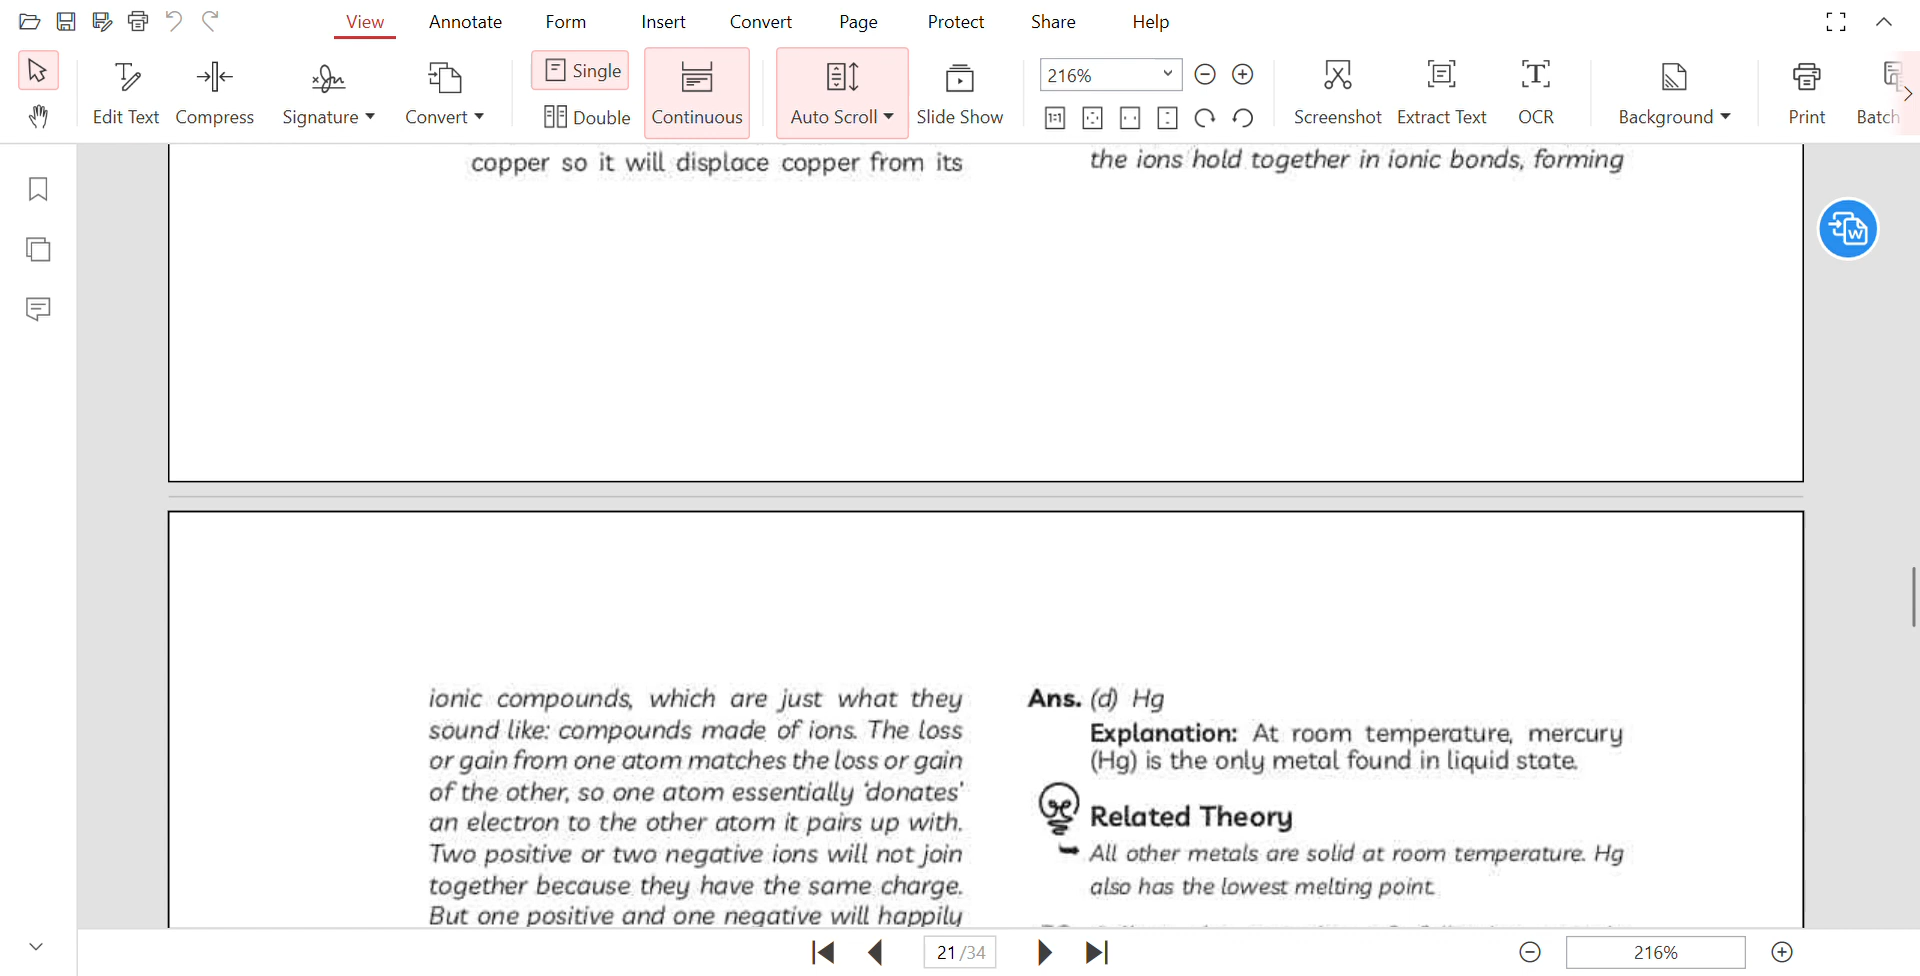 View Annotate Form Insert Convert Page Protect Share Help
Edit Text Compress Signature Convert Single Double Continuous Auto Scroll Slide Show 216% Screenshot Extract Text OCR Background Print Batch
copper so it will displace copper from its
the ions hold together in ionic bonds, forming
ionic compounds, which are just what they
sound like: compounds made of ions. The loss
or gain from one atom matches the loss or gain
of the other, so one atom essentially 'donates'
an electron to the other atom it pairs up with.
Two positive or two negative ions will not join
together because they have the same charge.
But one positive and one negative will happily
Ans. (d) Hg
Explanation: At room temperature, mercury
(Hg) is the only metal found in liquid state.
Related Theory
All other metals are solid at room temperature. Hg
also has the lowest melting point.
21 /34
216%